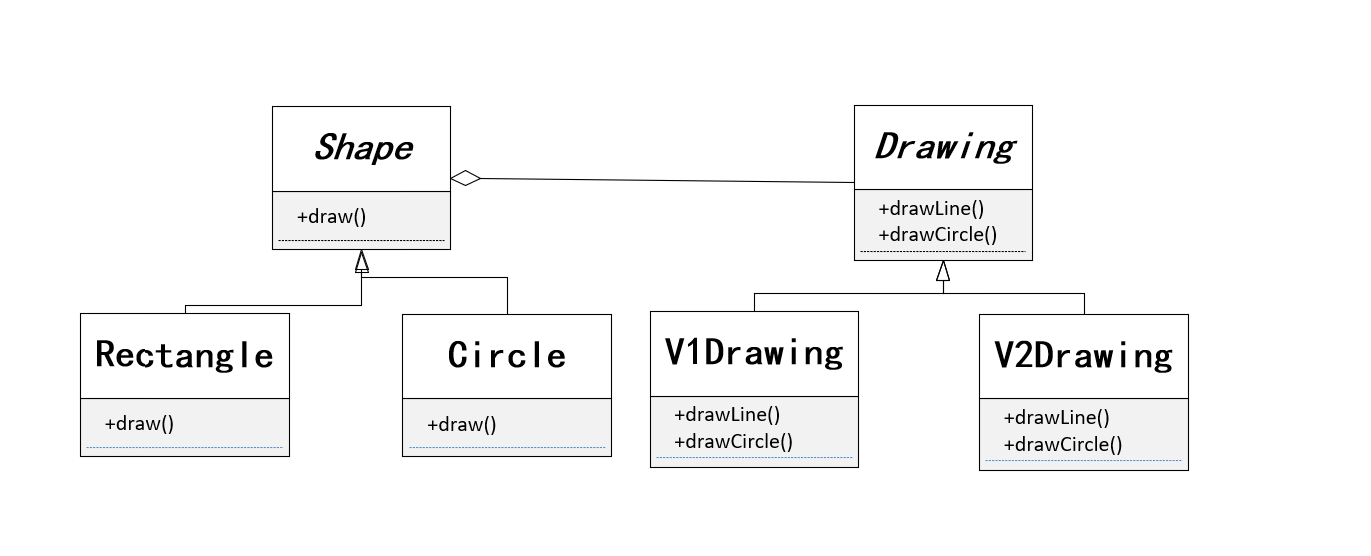 Shape
+draw()
Drawing
+drawLine()
+drawCircle()
Rectangle
+draw()
Circle
+draw()
V1Drawing
+drawLine()
+drawCircle()
V2Drawing
+drawLine()
+drawCircle()